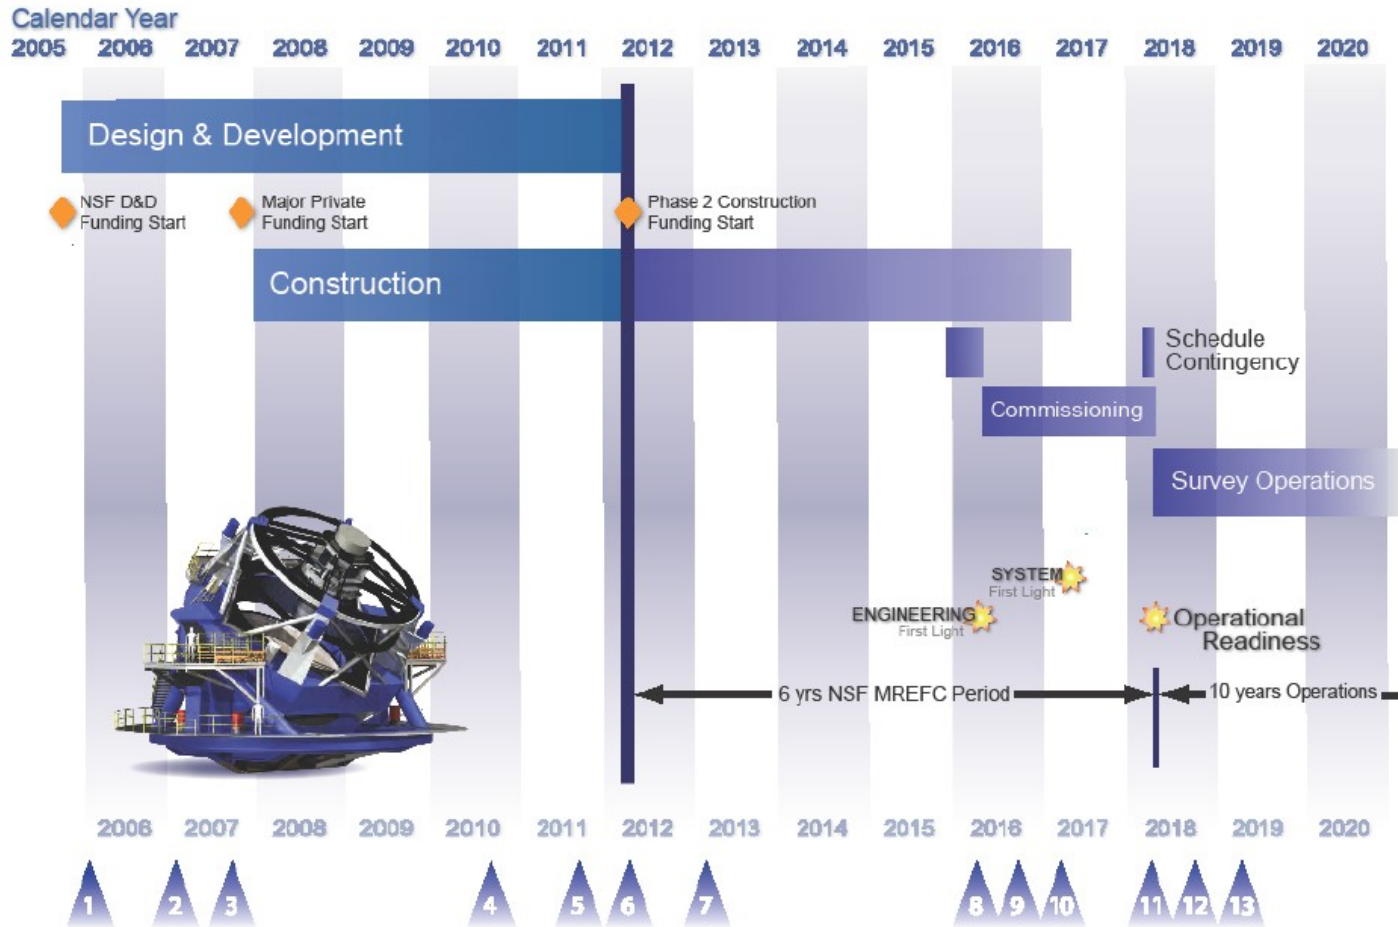 Calendar Year
2005 2006 2007 2008 2009 2010 2011 2012 2013 2014 2015 2016 2017 2018 2019 2020
Design & Development
NSF D&D
Funding Start
Major Private
Funding Start
Phase 2 Construction
Funding Start
Construction
Schedule
Contingency
Commissioning
Survey Operations
SYSTEM
First Light
ENGINEERING
First Light
Operational
Readiness
6 yrs NSF MREFC Period
10 years Operations
2006 2007 2008 2009 2010 2011 2012 2013 2014 2015 2016 2017 2018 2019 2020
1 2 3 4 5 6 7 8 9 10 11 12 13